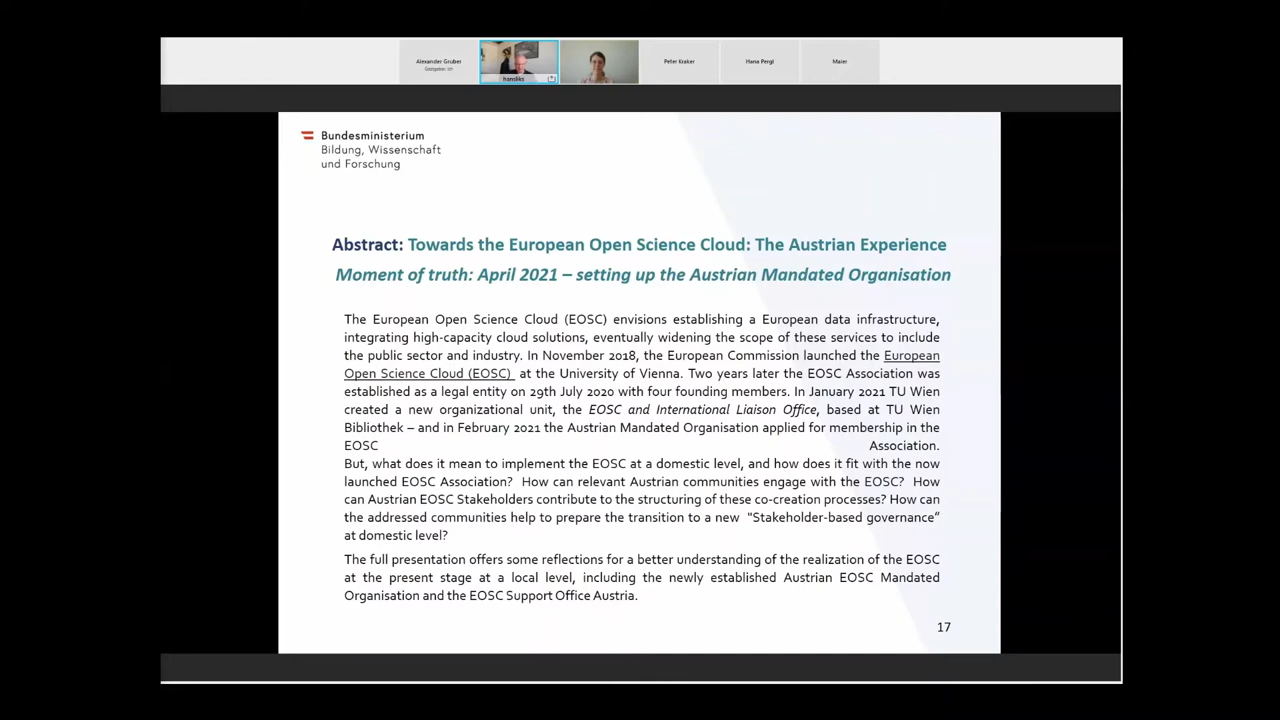 Alexander Gruber
Gastgeber, Ich
handiks
Peter Kraker
Hana Pergl
Maier
Bundesministerium
Bildung, Wissenschaft
und Forschung
Abstract: Towards the European Open Science Cloud: The Austrian Experience
Moment of truth: April 2021 – setting up the Austrian Mandated Organisation
The European Open Science Cloud (EOSC) envisions establishing a European data infrastructure,
integrating high-capacity cloud solutions, eventually widening the scope of these services to include
the public sector and industry. In November 2018, the European Commission launched the European
Open Science Cloud (EOSC) at the University of Vienna. Two years later the EOSC Association was
established as a legal entity on 29th July 2020 with four founding members. In January 2021 TU Wien
created a new organizational unit, the EOSC and International Liaison Office, based at TU Wien
Bibliothek – and in February 2021 the Austrian Mandated Organisation applied for membership in the
EOSC Association.
But, what does it mean to implement the EOSC at a domestic level, and how does it fit with the now
launched EOSC Association? How can relevant Austrian communities engage with the EOSC? How
can Austrian EOSC Stakeholders contribute to the structuring of these co-creation processes? How can
the addressed communities help to prepare the transition to a new "Stakeholder-based governance“
at domestic level?
The full presentation offers some reflections for a better understanding of the realization of the EOSC
at the present stage at a local level, including the newly established Austrian EOSC Mandated
Organisation and the EOSC Support Office Austria.
17